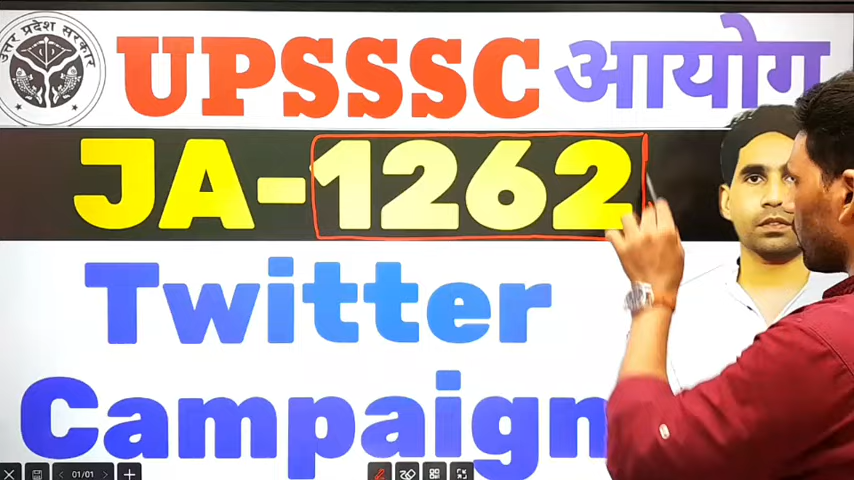 उत्तर प्रदेश सरकार
UPSSSC आयोग
JA-1262
Twitter
Campaign
01/01